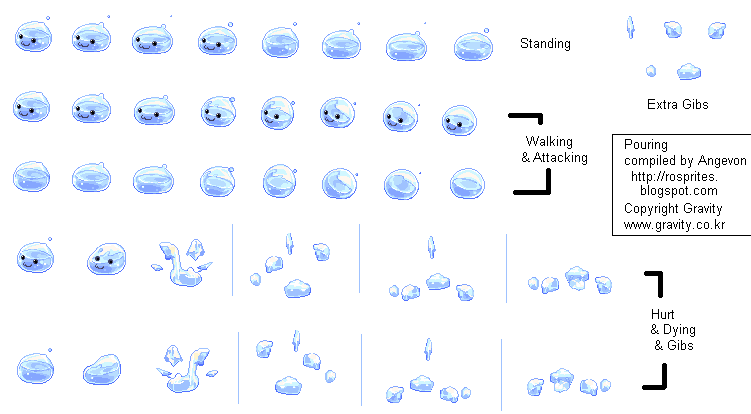 Standing
Extra Gibs
Walking
& Attacking
Pouring
compiled by Angevon
http://rosprites.
blogspot.com
Copyright Gravity
www.gravity.co.kr
Hurt
& Dying
& Gibs